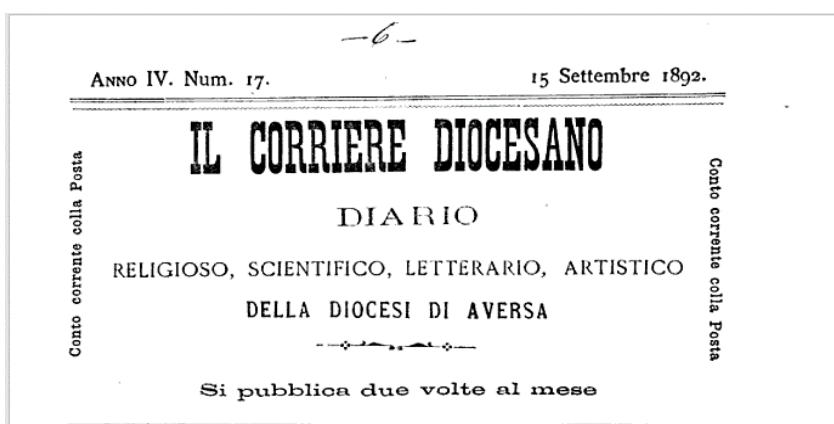 —6—
Anno IV. Num. 17. 15 Settembre 1892.
IL CORRIERE DIOCESANO
DIARIO
RELIGIOSO, SCIENTIFICO, LETTERARIO, ARTISTICO
DELLA DIOCESI DI AVERSA
Si pubblica due volte al mese
Conto corrente colla Posta
Conto corrente colla Posta